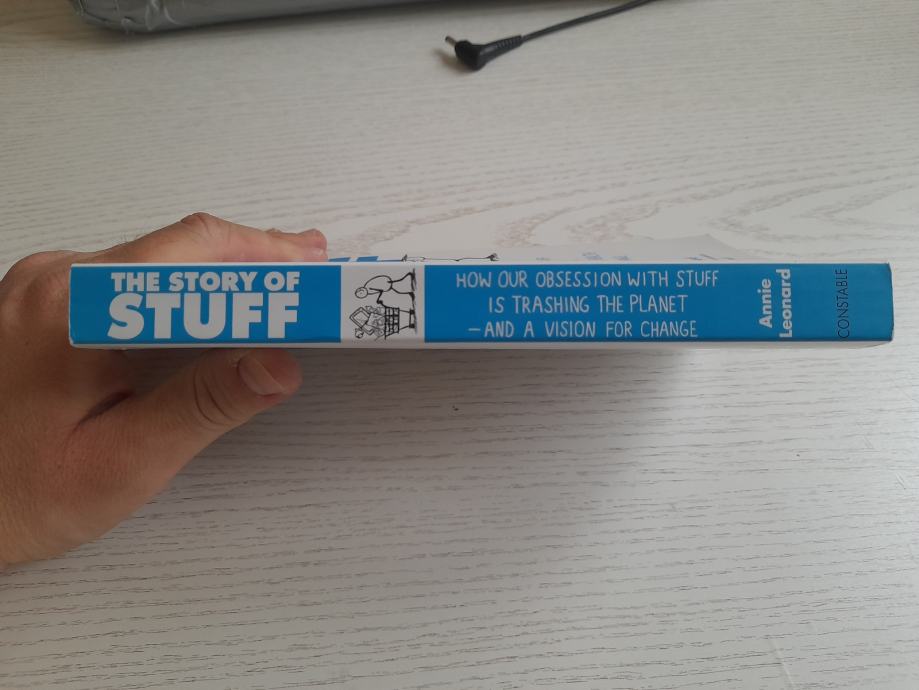 THE STORY OF
STUFF
HOW OUR OBSESSION WITH STUFF
IS TRASHING THE PLANET
—AND A VISION FOR CHANGE
Annie
Leonard
CONSTABLE